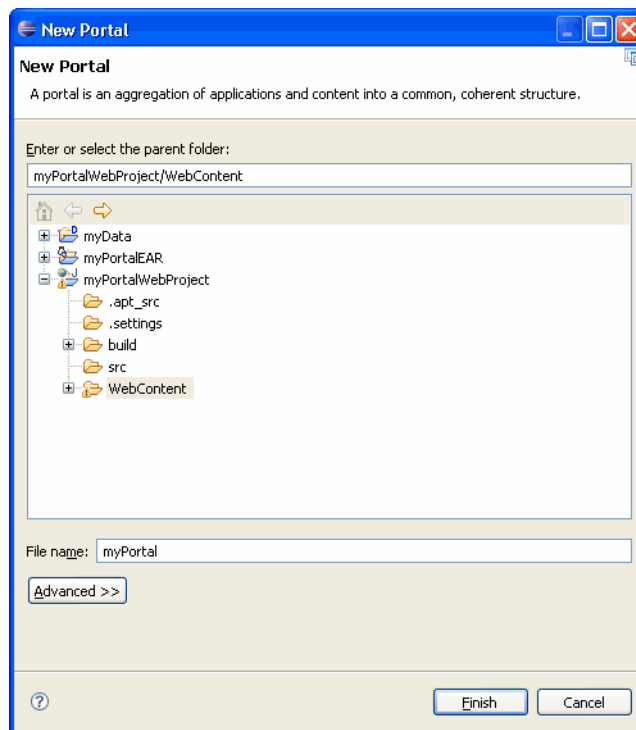 New Portal
New Portal
A portal is an aggregation of applications and content into a common, coherent structure.
Enter or select the parent folder:
myPortalWebProject/WebContent
myData
myPortalEAR
myPortalWebProject
.apt_src
.settings
build
src
WebContent
File name: myPortal
Advanced >>
Finish Cancel